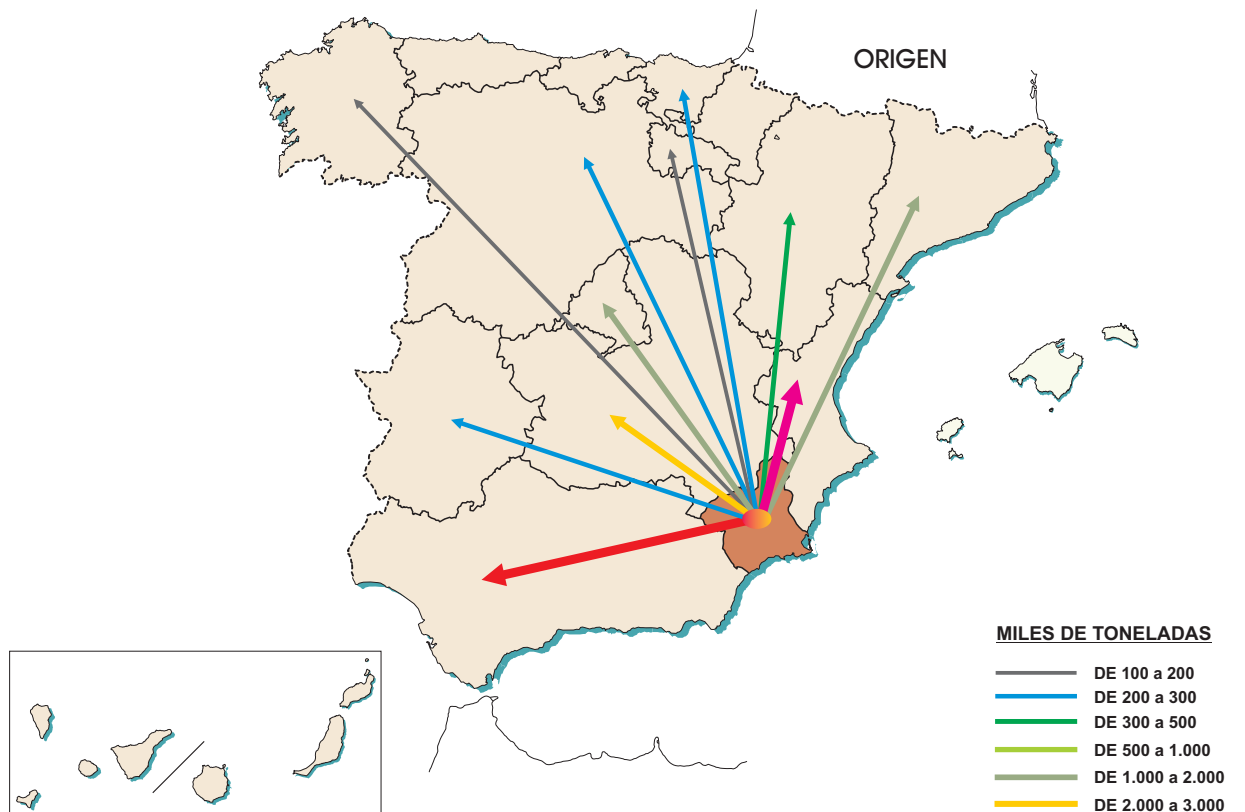 ORIGEN
MILES DE TONELADAS
DE 100 a 200
DE 200 a 300
DE 300 a 500
DE 500 a 1.000
DE 1.000 a 2.000
DE 2.000 a 3.000